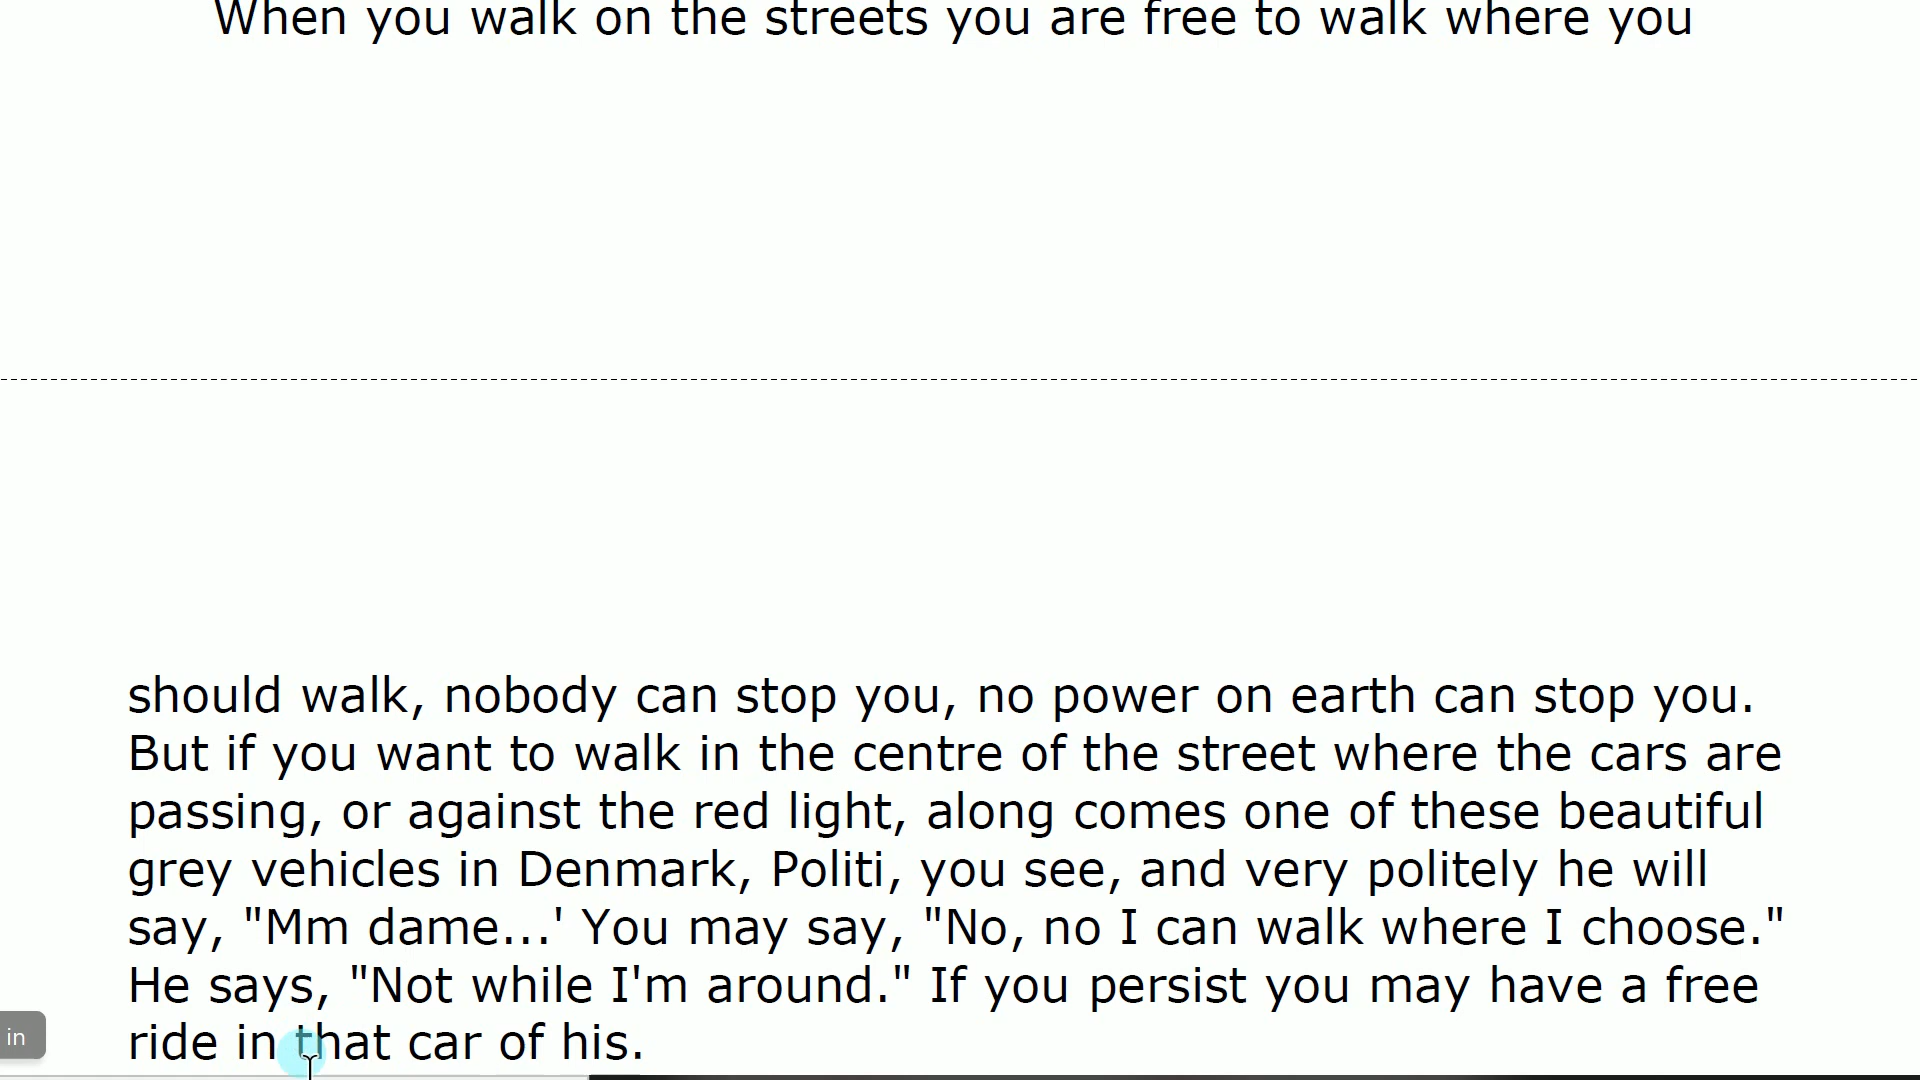 When you walk on the streets you are free to walk where you
should walk, nobody can stop you, no power on earth can stop you.
But if you want to walk in the centre of the street where the cars are
passing, or against the red light, along comes one of these beautiful
grey vehicles in Denmark, Politi, you see, and very politely he will
say, "Mm dame...' You may say, "No, no I can walk where I choose."
He says, "Not while I'm around." If you persist you may have a free
in
ride in that car of his.